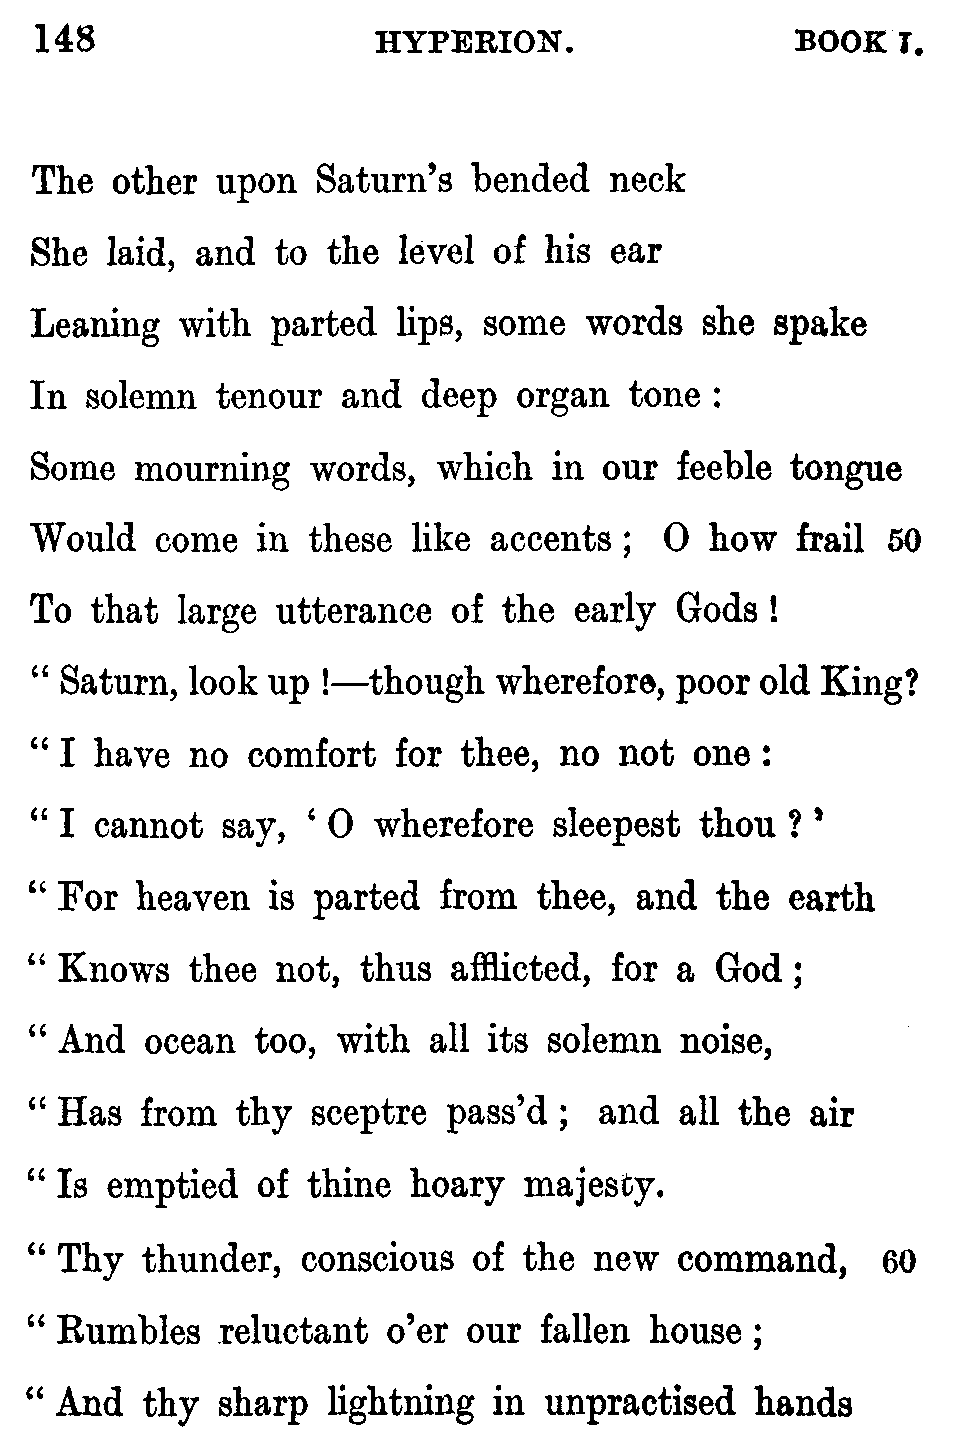 148 HYPERION. BOOK I.
The other upon Saturn's bended neck
She laid, and to the level of his ear
Leaning with parted lips, some words she spake
In solemn tenour and deep organ tone :
Some mourning words, which in our feeble tongue
Would come in these like accents ; O how frail 50
To that large utterance of the early Gods !
“ Saturn, look up !—though wherefore, poor old King?
“ I have no comfort for thee, no not one :
“ I cannot say, ‘ O wherefore sleepest thou ? ’
“ For heaven is parted from thee, and the earth
“ Knows thee not, thus afflicted, for a God ;
“ And ocean too, with all its solemn noise,
“ Has from thy sceptre pass'd ; and all the air
“ Is emptied of thine hoary majesty.
“ Thy thunder, conscious of the new command, 60
“ Rumbles reluctant o'er our fallen house ;
“ And thy sharp lightning in unpractised hands